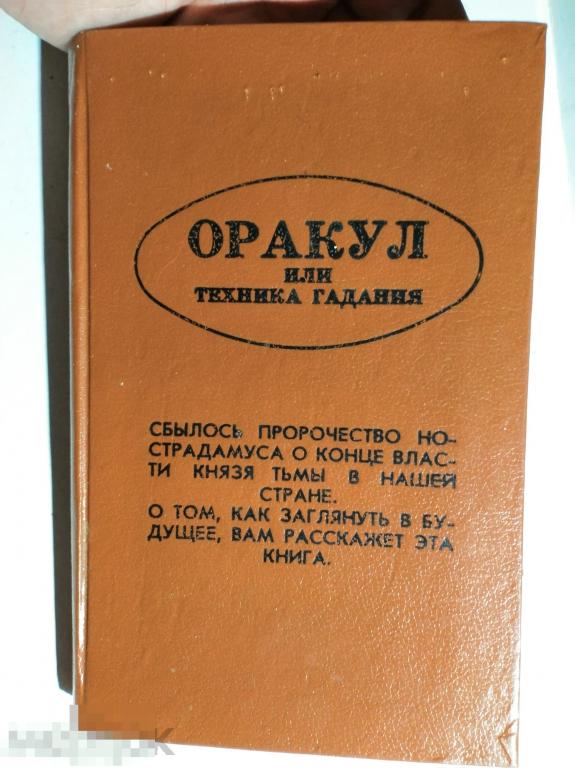 ОРАКУЛ
ИЛИ
ТЕХНИКА ГАДАНИЯ
СБЫЛОСЬ ПРОРОЧЕСТВО НО-
СТРАДАМУСА О КОНЦЕ ВЛАС-
ТИ КНЯЗЯ ТЬМЫ В НАШЕЙ
СТРАНЕ.
О ТОМ, КАК ЗАГЛЯНУТЬ В БУ-
ДУЩЕЕ, ВАМ РАССКАЖЕТ ЭТА
КНИГА.